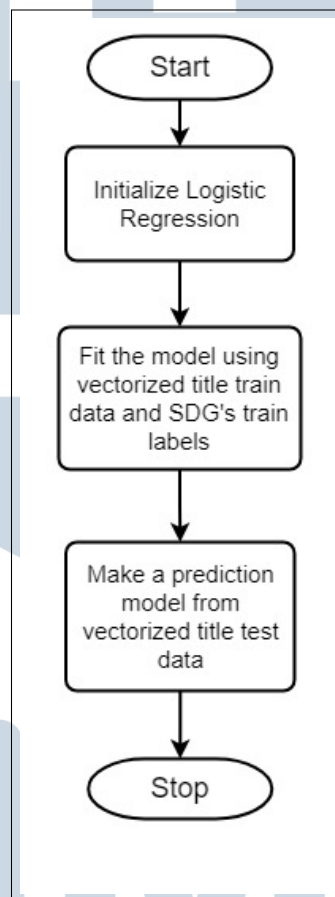 Start
Initialize Logistic
Regression
Fit the model using
vectorized title train
data and SDG's train
labels
Make a prediction
model from
vectorized title test
data
Stop